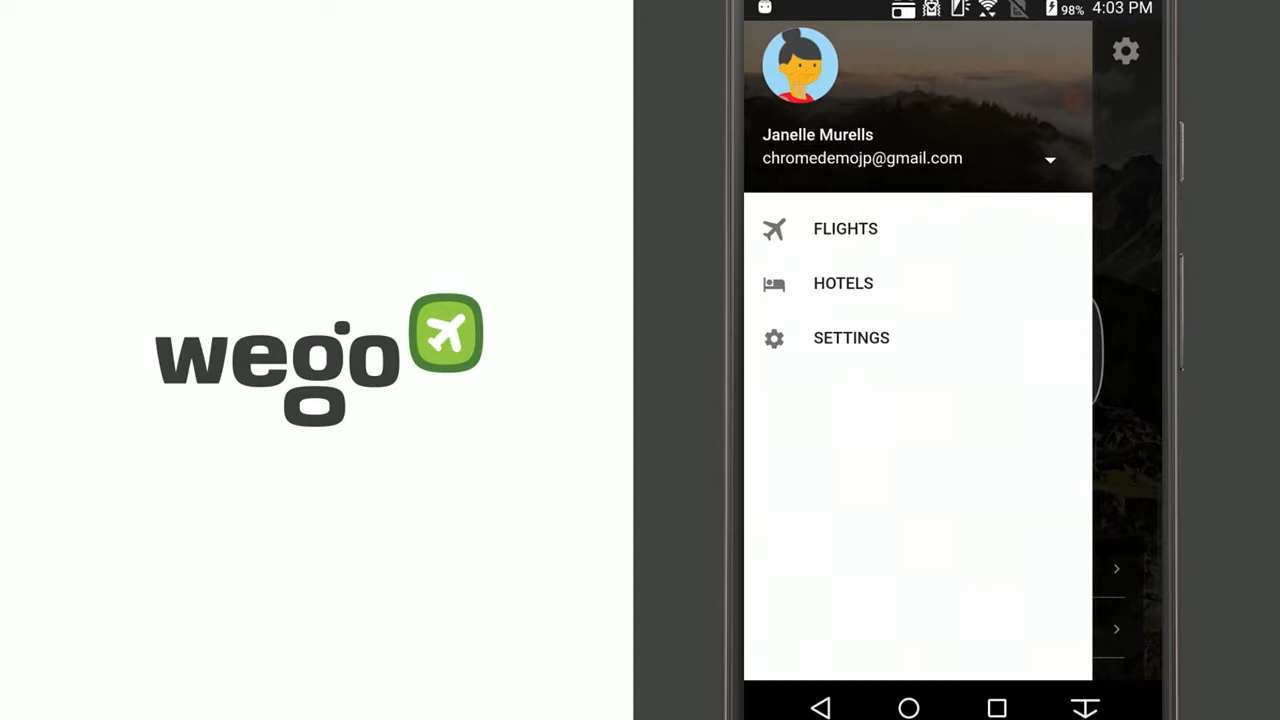 wego
98% 4:03 PM
Janelle Murells
chromedemojp@gmail.com
FLIGHTS
HOTELS
SETTINGS